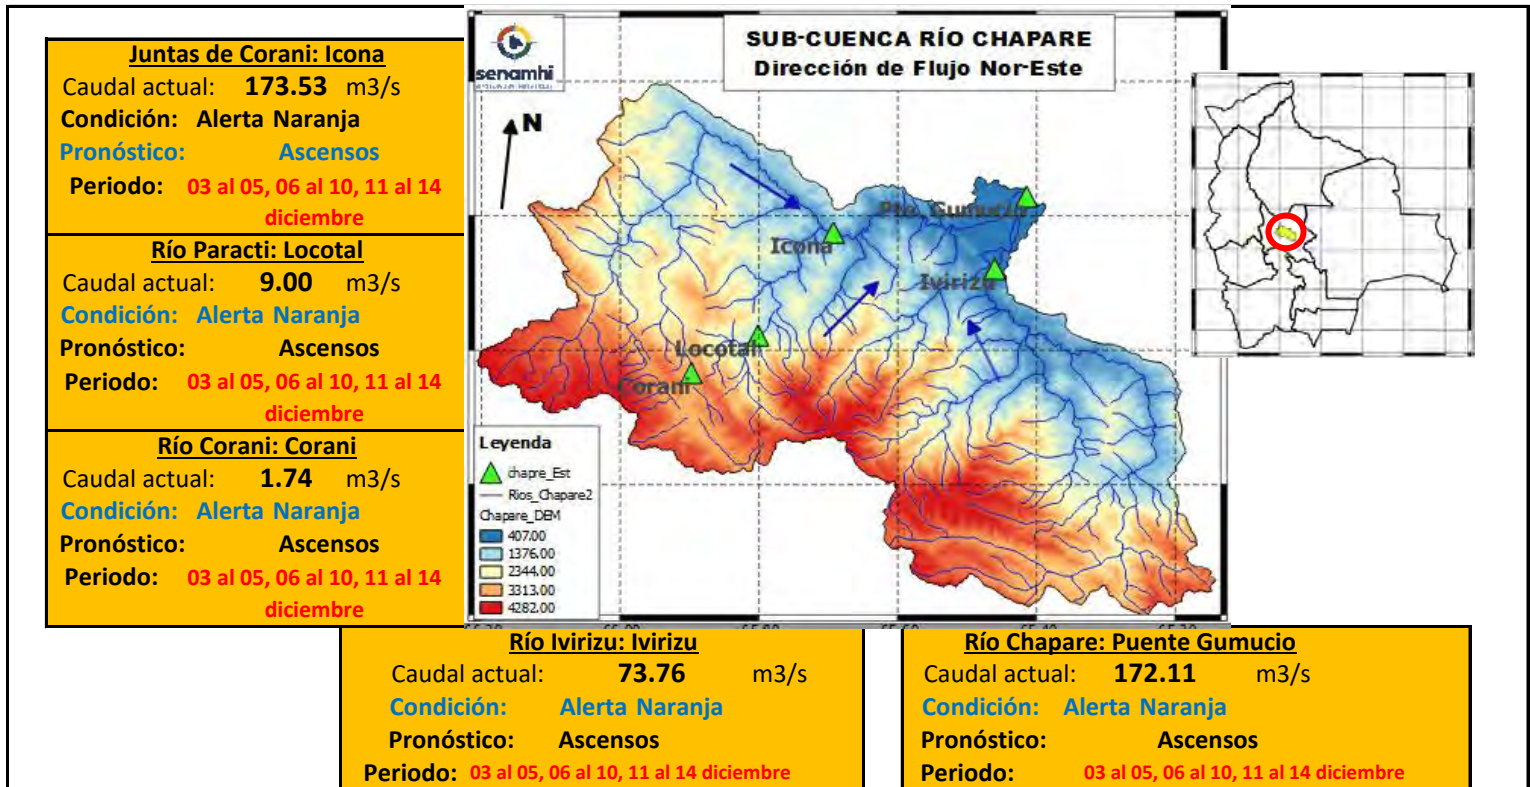 Juntas de Corani: Icona
Caudal actual: 173.53 m3/s
Condición: Alerta Naranja
Pronóstico: Ascensos
Periodo: 03 al 05, 06 al 10, 11 al 14
diciembre
Río Paracti: Locotal
Caudal actual: 9.00 m3/s
Condición: Alerta Naranja
Pronóstico: Ascensos
Periodo: 03 al 05, 06 al 10, 11 al 14
diciembre
Río Corani: Corani
Caudal actual: 1.74 m3/s
Condición: Alerta Naranja
Pronóstico: Ascensos
Periodo: 03 al 05, 06 al 10, 11 al 14
diciembre
senamhi
SUB-CUENCA RÍO CHAPARE
Dirección de Flujo Nor-Este
N
Pto. Gumucio
Icona
Ivirizu
Locotal
Corani
Leyenda
chapre_Est
Rios_Chapare2
Chapare_DEM
407.00
1376.00
2344.00
3313.00
4282.00
Río Ivirizu: Ivirizu
Caudal actual: 73.76 m3/s
Condición: Alerta Naranja
Pronóstico: Ascensos
Periodo: 03 al 05, 06 al 10, 11 al 14 diciembre
Río Chapare: Puente Gumucio
Caudal actual: 172.11 m3/s
Condición: Alerta Naranja
Pronóstico: Ascensos
Periodo: 03 al 05, 06 al 10, 11 al 14 diciembre